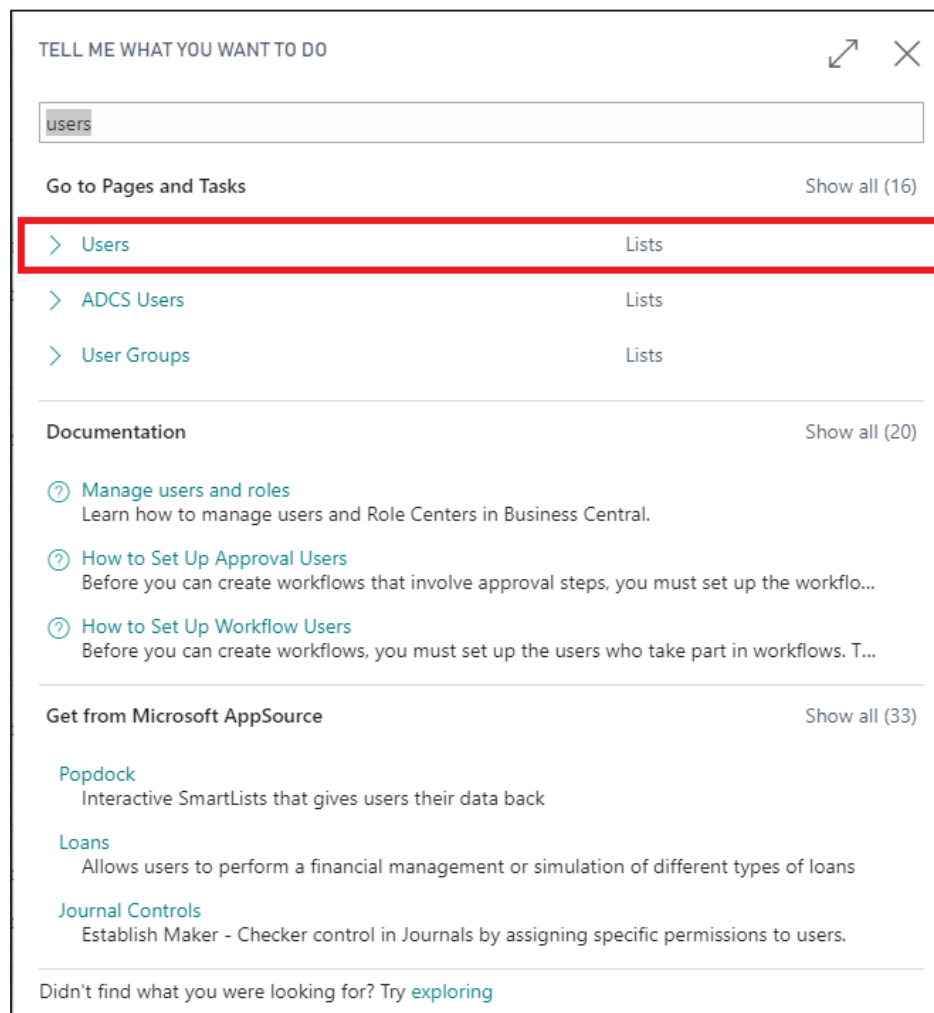 TELL ME WHAT YOU WANT TO DO
users
Go to Pages and Tasks Show all (16)
Users Lists
ADCS Users Lists
User Groups Lists
Documentation Show all (20)
Manage users and roles
Learn how to manage users and Role Centers in Business Central.
How to Set Up Approval Users
Before you can create workflows that involve approval steps, you must set up the workflo...
How to Set Up Workflow Users
Before you can create workflows, you must set up the users who take part in workflows. T...
Get from Microsoft AppSource Show all (33)
Popdock
Interactive SmartLists that gives users their data back
Loans
Allows users to perform a financial management or simulation of different types of loans
Journal Controls
Establish Maker - Checker control in Journals by assigning specific permissions to users.
Didn't find what you were looking for? Try exploring